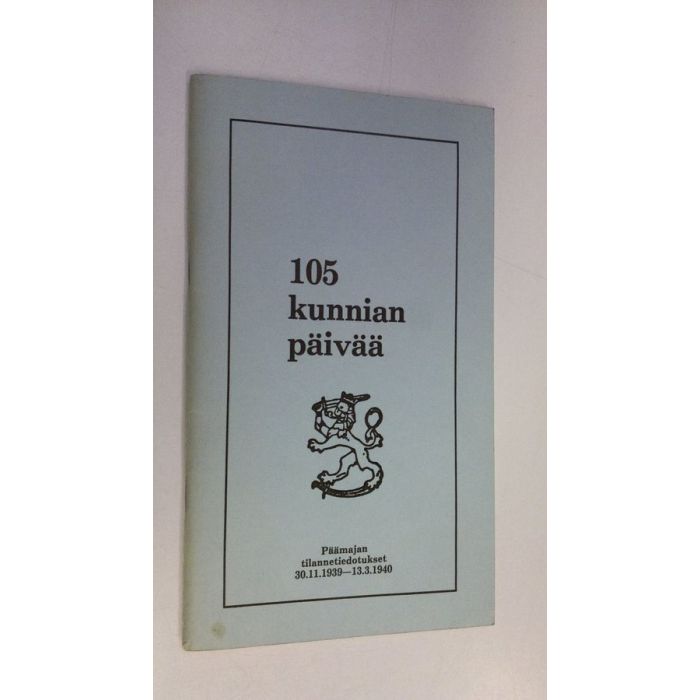 105
kunnian
päivää
Päämajan
tilannetiedotukset
30.11.1939—13.3.1940